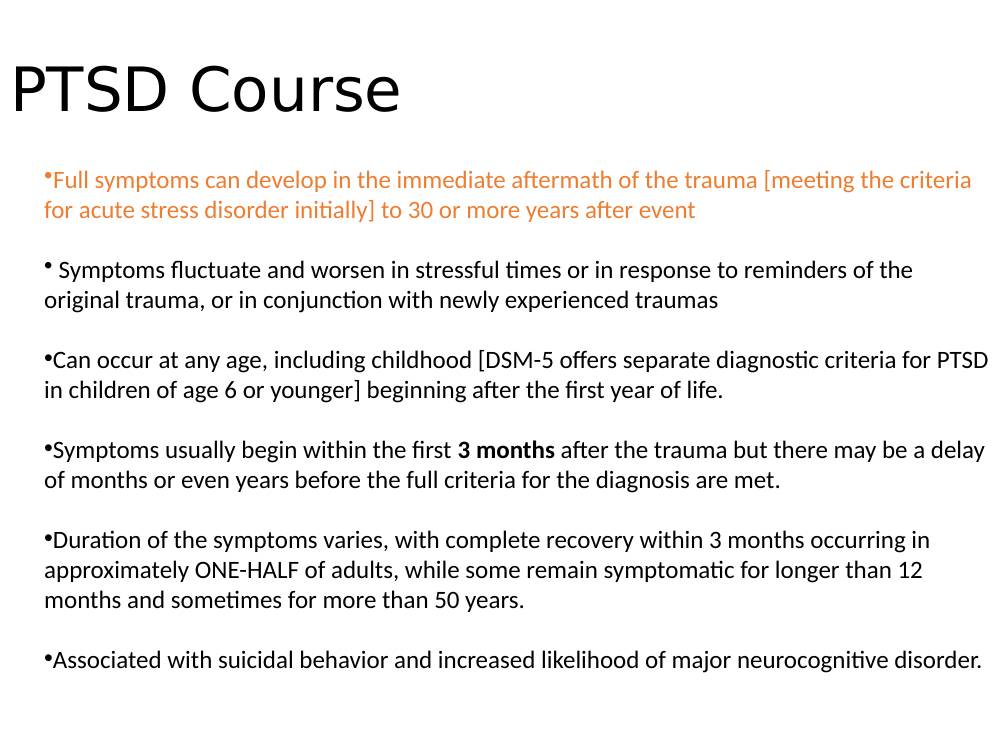 PTSD Course
•Full symptoms can develop in the immediate aftermath of the trauma [meeting the criteria
for acute stress disorder initially] to 30 or more years after event
• Symptoms fluctuate and worsen in stressful times or in response to reminders of the
original trauma, or in conjunction with newly experienced traumas
•Can occur at any age, including childhood [DSM-5 offers separate diagnostic criteria for PTSD
in children of age 6 or younger] beginning after the first year of life.
•Symptoms usually begin within the first 3 months after the trauma but there may be a delay
of months or even years before the full criteria for the diagnosis are met.
•Duration of the symptoms varies, with complete recovery within 3 months occurring in
approximately ONE-HALF of adults, while some remain symptomatic for longer than 12
months and sometimes for more than 50 years.
•Associated with suicidal behavior and increased likelihood of major neurocognitive disorder.